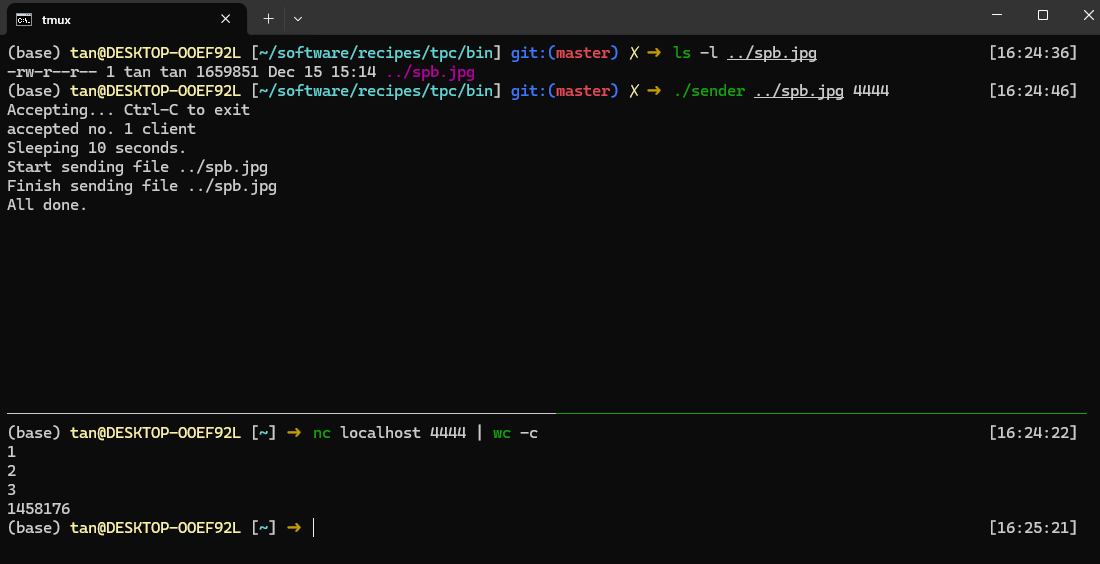 tmux
(base) tan@DESKTOP-OOEF92L [~/software/recipes/tpc/bin] git:(master) ✗ ➜ ls -l ../spb.jpg [16:24:36]
-rw-r--r-- 1 tan tan 1659851 Dec 15 15:14 ../spb.jpg
(base) tan@DESKTOP-OOEF92L [~/software/recipes/tpc/bin] git:(master) ✗ ➜ ./sender ../spb.jpg 4444 [16:24:46]
Accepting... Ctrl-C to exit
accepted no. 1 client
Sleeping 10 seconds.
Start sending file ../spb.jpg
Finish sending file ../spb.jpg
All done.
(base) tan@DESKTOP-OOEF92L [~] ➜ nc localhost 4444 | wc -c [16:24:22]
1
2
3
1458176
(base) tan@DESKTOP-OOEF92L [~] ➜ [16:25:21]